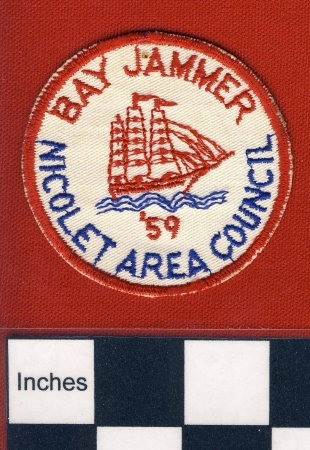 BAY JAMMER
'59
NICOLET AREA COUNCIL
Inches